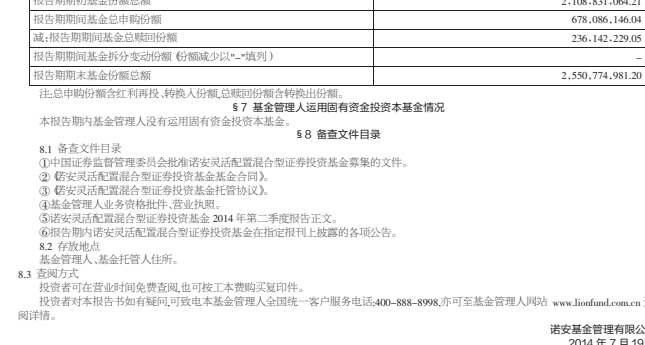 报告期期初基金份额总额 2,108,831,064.21
报告期期间基金总申购份额 678,086,146.04
减:报告期期间基金总赎回份额 236,142,229.05
报告期期间基金拆分变动份额(份额减少以"-"填列) -
报告期期末基金份额总额 2,550,774,981.20
注:总申购份额含红利再投、转换入份额,总赎回份额含转换出份额。
§7 基金管理人运用固有资金投资本基金情况
本报告期内基金管理人没有运用固有资金投资本基金。
§8 备查文件目录
8.1 备查文件目录
①中国证券监督管理委员会批准诺安灵活配置混合型证券投资基金募集的文件。
②《诺安灵活配置混合型证券投资基金基金合同》。
③《诺安灵活配置混合型证券投资基金托管协议》。
④基金管理人业务资格批件、营业执照。
⑤诺安灵活配置混合型证券投资基金 2014 年第二季度报告正文。
⑥报告期内诺安灵活配置混合型证券投资基金在指定报刊上披露的各项公告。
8.2 存放地点
基金管理人、基金托管人住所。
8.3 查阅方式
投资者可在营业时间免费查阅,也可按工本费购买复印件。
投资者对本报告书如有疑问,可致电本基金管理人全国统一客户服务电话:400-888-8998,亦可至基金管理人网站 www.lionfund.com.cn
阅详情。
诺安基金管理有限公
2014 年 7 月 19